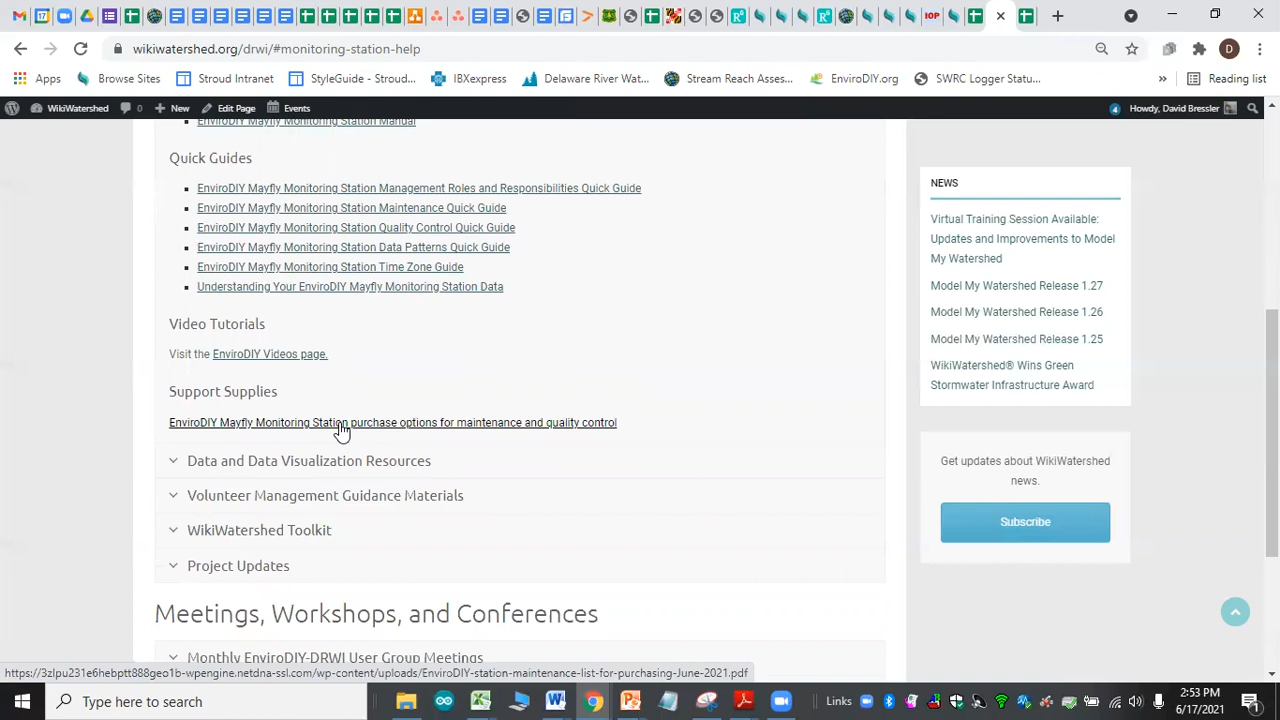 wikiwatershed.org/drwi/#monitoring-station-help
Apps
Browse Sites
Stroud Intranet
StyleGuide - Stroud...
IBXexpress
Delaware River Wat...
Stream Reach Asses...
EnviroDIY.org
SWRC Logger Statu...
»
Reading list
WikiWatershed
0
New
Edit Page
Events
4
Howdy, David Bressler
EnviroDIY Mayfly Monitoring Station Manual
Quick Guides
EnviroDIY Mayfly Monitoring Station Management Roles and Responsibilities Quick Guide
EnviroDIY Mayfly Monitoring Station Maintenance Quick Guide
EnviroDIY Mayfly Monitoring Station Quality Control Quick Guide
EnviroDIY Mayfly Monitoring Station Data Patterns Quick Guide
EnviroDIY Mayfly Monitoring Station Time Zone Guide
Understanding Your EnviroDIY Mayfly Monitoring Station Data
Video Tutorials
Visit the EnviroDIY Videos page.
Support Supplies
EnviroDIY Mayfly Monitoring Station purchase options for maintenance and quality control
Data and Data Visualization Resources
Volunteer Management Guidance Materials
WikiWatershed Toolkit
Project Updates
Meetings, Workshops, and Conferences
Monthly EnviroDIY-DRWI User Group Meetings
NEWS
Virtual Training Session Available:
Updates and Improvements to Model
My Watershed
Model My Watershed Release 1.27
Model My Watershed Release 1.26
Model My Watershed Release 1.25
WikiWatershed® Wins Green
Stormwater Infrastructure Award
Get updates about WikiWatershed
news.
Subscribe
https://3zlpu231e6hebptt888geo1b-wpengine.netdna-ssl.com/wp-content/uploads/EnviroDIY-station-maintenance-list-for-purchasing-June-2021.pdf
Type here to search
Links
2:53 PM
6/17/2021